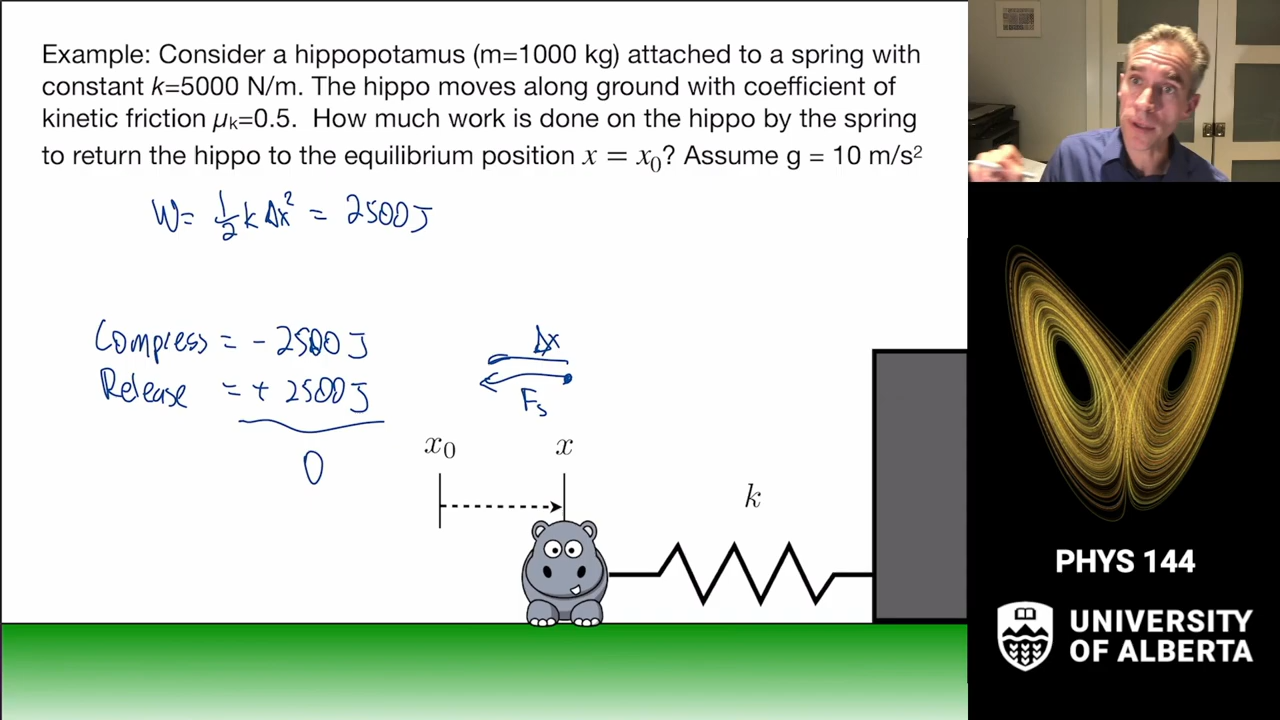 Example: Consider a hippopotamus (m=1000 kg) attached to a spring with
constant k=5000 N/m. The hippo moves along ground with coefficient of
kinetic friction μk=0.5. How much work is done on the hippo by the spring
to return the hippo to the equilibrium position x = x₀? Assume g = 10 m/s²
W= ½ k Δx² = 2500J
Compress = - 2500 J
Release = + 2500 J
0
Δx
Fs
x₀
x
k
PHYS 144
UNIVERSITY
OF ALBERTA